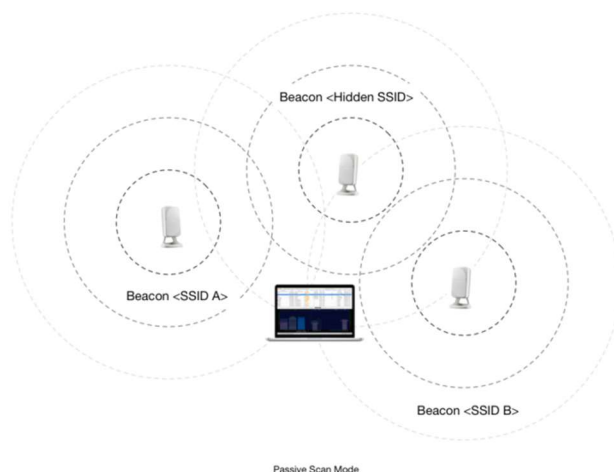 Beacon <Hidden SSID>
Beacon <SSID A>
Beacon <SSID B>
Passive Scan Mode